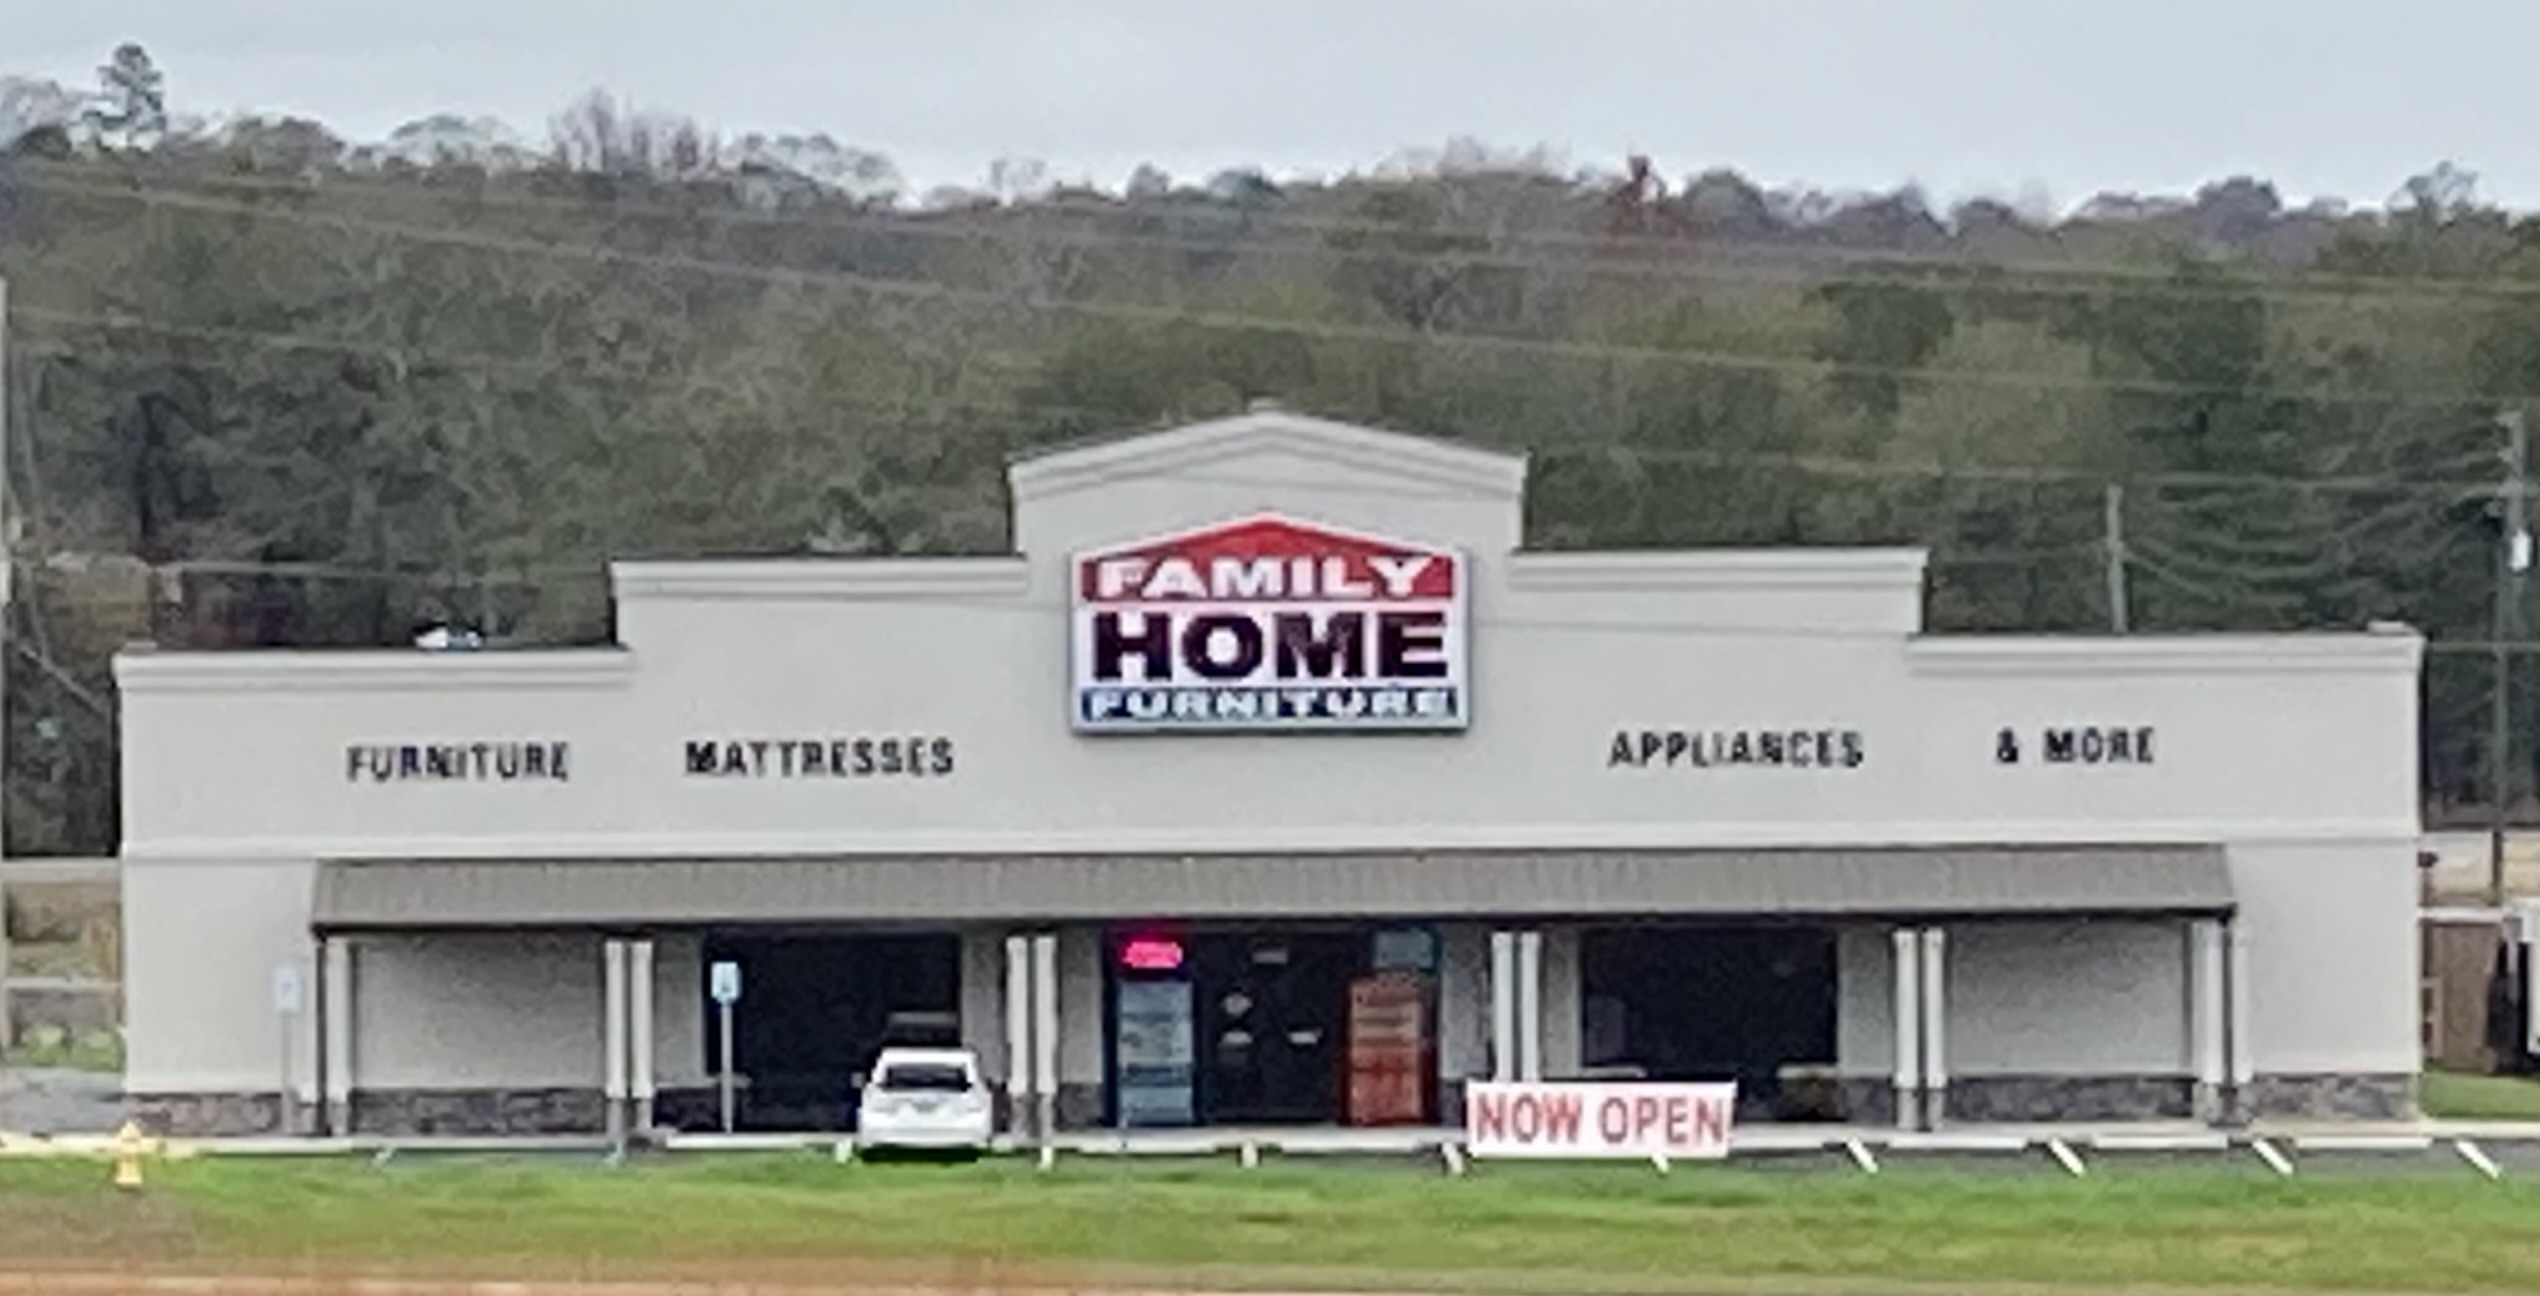 FAMILY
HOME
FURNITURE
FURNITURE MATTRESSES APPLIANCES & MORE
NOW OPEN